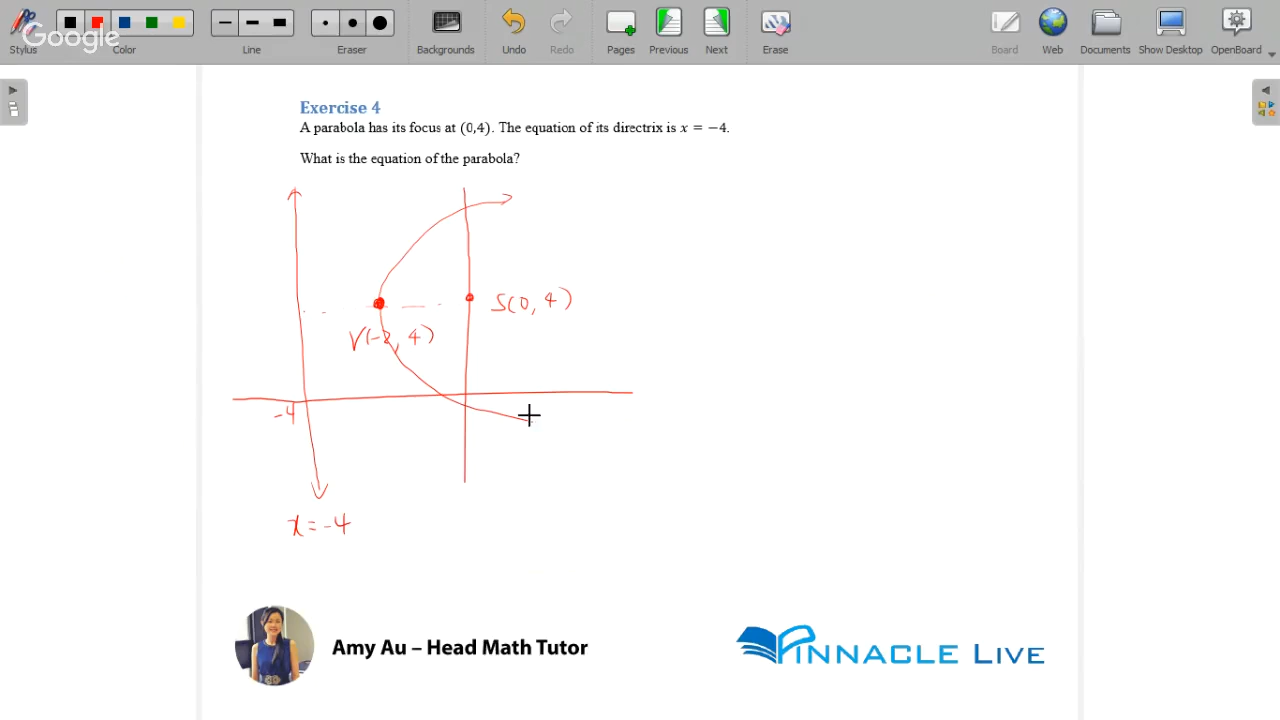 Stylus
Color
Line
Eraser
Backgrounds
Undo
Redo
Pages
Previous
Next
Erase
Board
Web
Documents
Show Desktop
OpenBoard
Google
Exercise 4
A parabola has its focus at (0,4). The equation of its directrix is x = −4.
What is the equation of the parabola?
S(0, 4)
V(-2, 4)
-4
x = -4
Amy Au – Head Math Tutor
PINNACLE LIVE